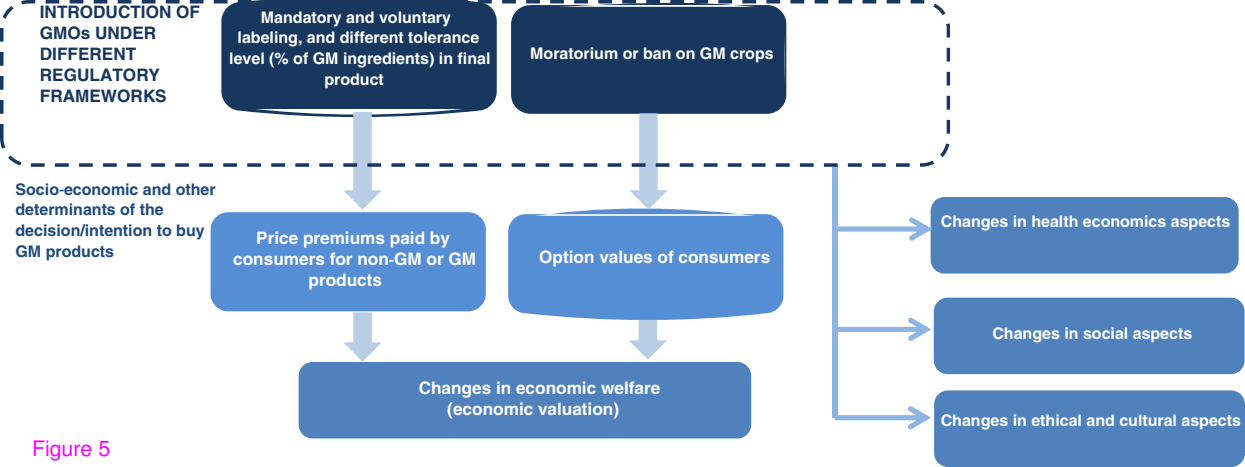 INTRODUCTION OF
GMOs UNDER
DIFFERENT
REGULATORY
FRAMEWORKS
Mandatory and voluntary
labeling, and different tolerance
level (% of GM ingredients) in final
product
Moratorium or ban on GM crops
Socio-economic and other
determinants of the
decision/intention to buy
GM products
Price premiums paid by
consumers for non-GM or GM
products
Option values of consumers
Changes in health economics aspects
Changes in social aspects
Changes in economic welfare
(economic valuation)
Changes in ethical and cultural aspects
Figure 5